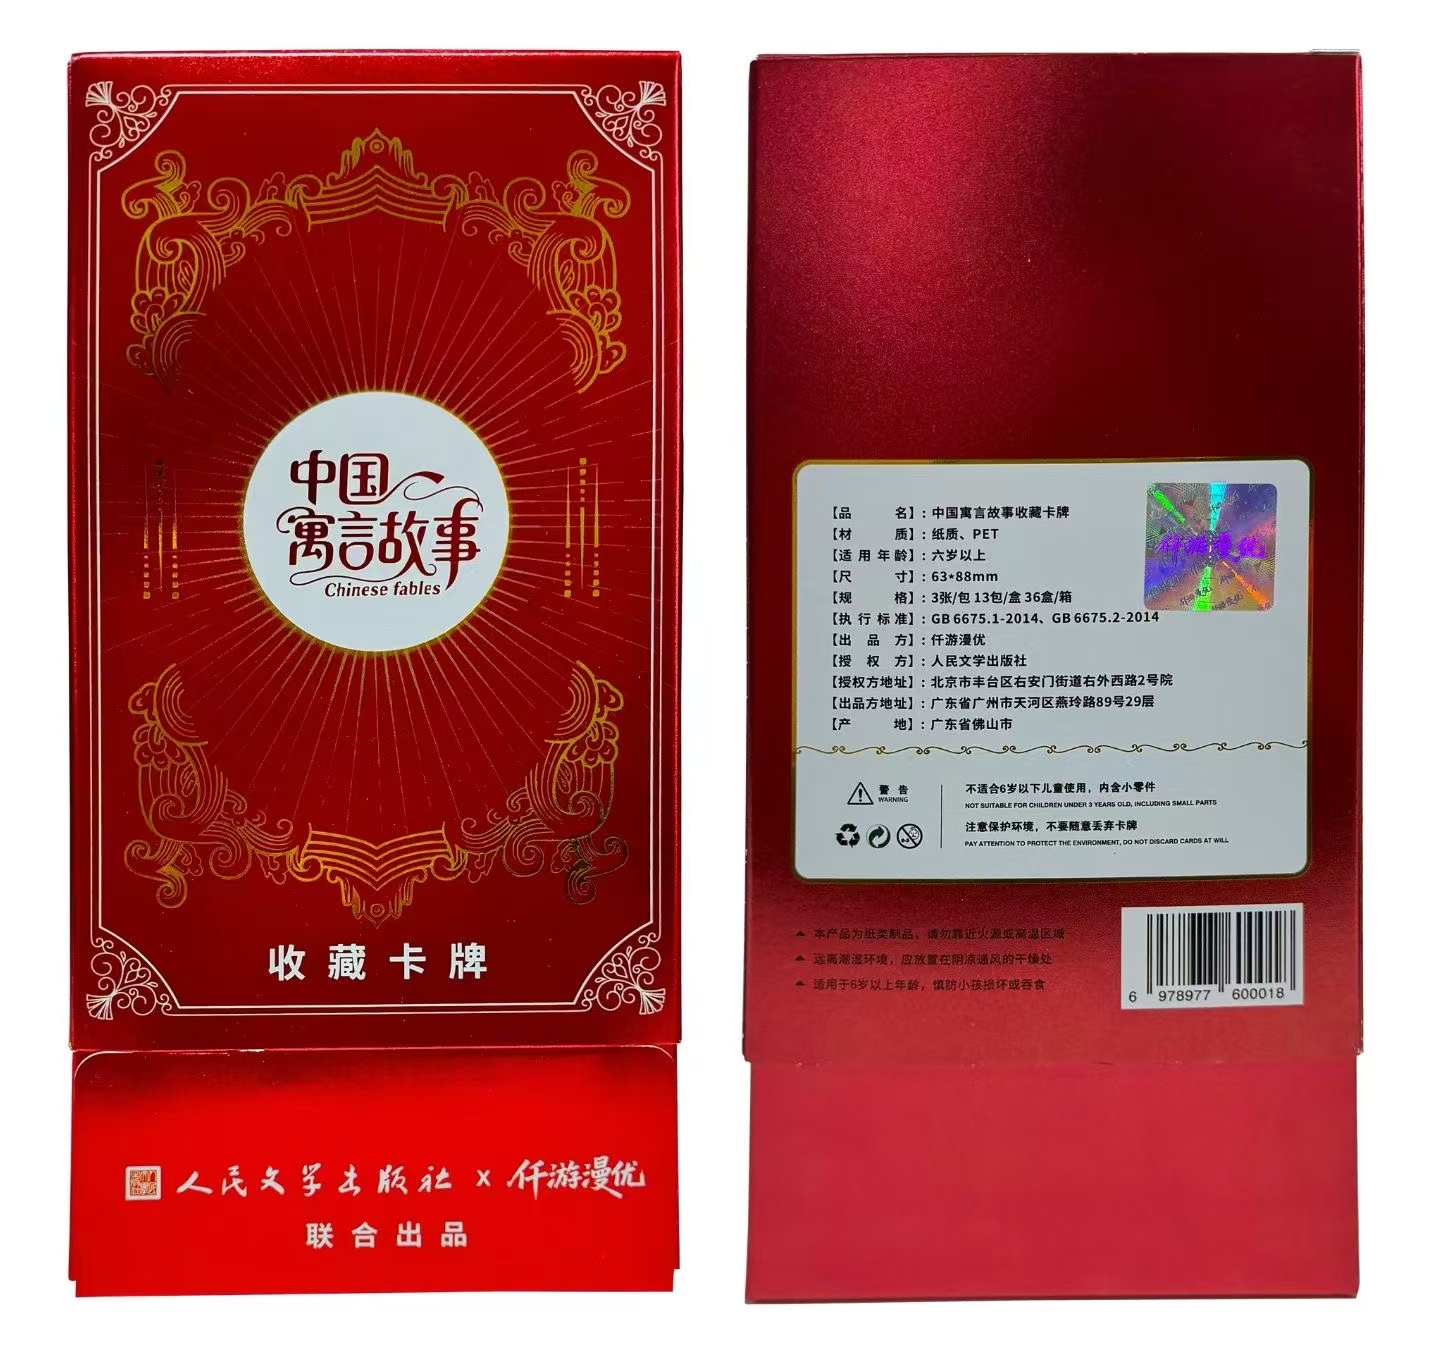 中国
寓言故事
Chinese fables
收藏卡牌
人民文学出版社 x 仟游漫优
联合出品
【品名】：中国寓言故事收藏卡牌
【材质】：纸质、PET
【适用年龄】：六岁以上
【尺寸】：63*88mm
【规格】：3张/包 13包/盒 36盒/箱
【执行标准】：GB 6675.1-2014、GB 6675.2-2014
【出品方】：仟游漫优
【授权方】：人民文学出版社
【授权方地址】：北京市丰台区右安门街道右外西路2号院
【出品方地址】：广东省广州市天河区燕玲路89号29层
【产地】：广东省佛山市
仟游漫优
警告
WARNING
不适合6岁以下儿童使用，内含小零件
NOT SUITABLE FOR CHILDREN UNDER 3 YEARS OLD, INCLUDING SMALL PARTS
注意保护环境，不要随意丢弃卡牌
PAY ATTENTION TO PROTECT THE ENVIRONMENT, DO NOT DISCARD CARDS AT WILL
本产品为纸类制品，请勿靠近火源或高温区域
远离潮湿环境，应放置在阴凉通风的干燥处
适用于6岁以上年龄，慎防小孩损坏或吞食
6 978977 600018